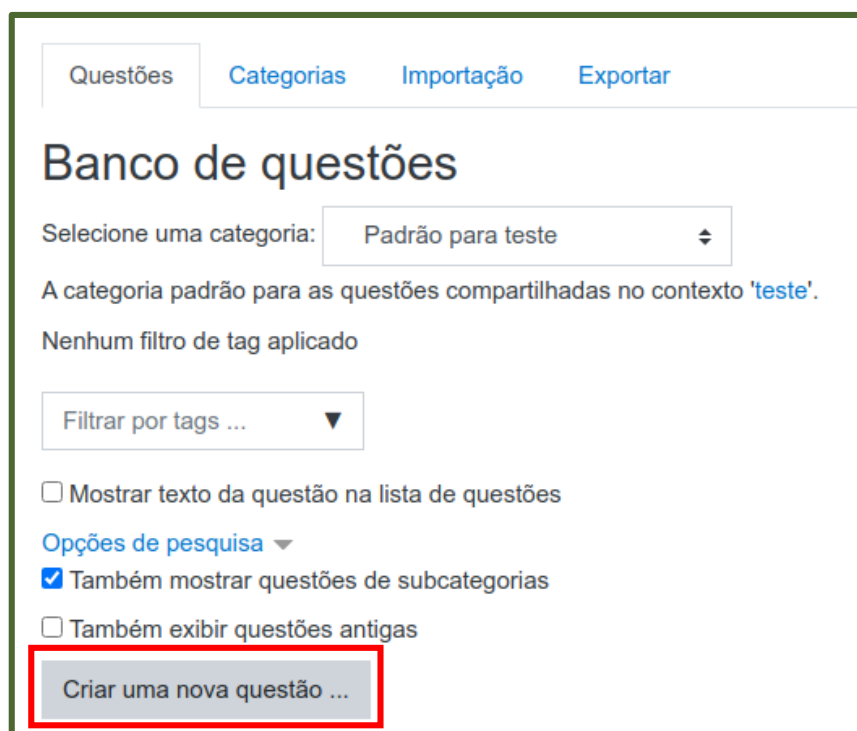 Questões Categorias Importação Exportar
Banco de questões
Selecione uma categoria: Padrão para teste
A categoria padrão para as questões compartilhadas no contexto 'teste'.
Nenhum filtro de tag aplicado
Filtrar por tags ... ▼
Mostrar texto da questão na lista de questões
Opções de pesquisa
Também mostrar questões de subcategorias
Também exibir questões antigas
Criar uma nova questão ...